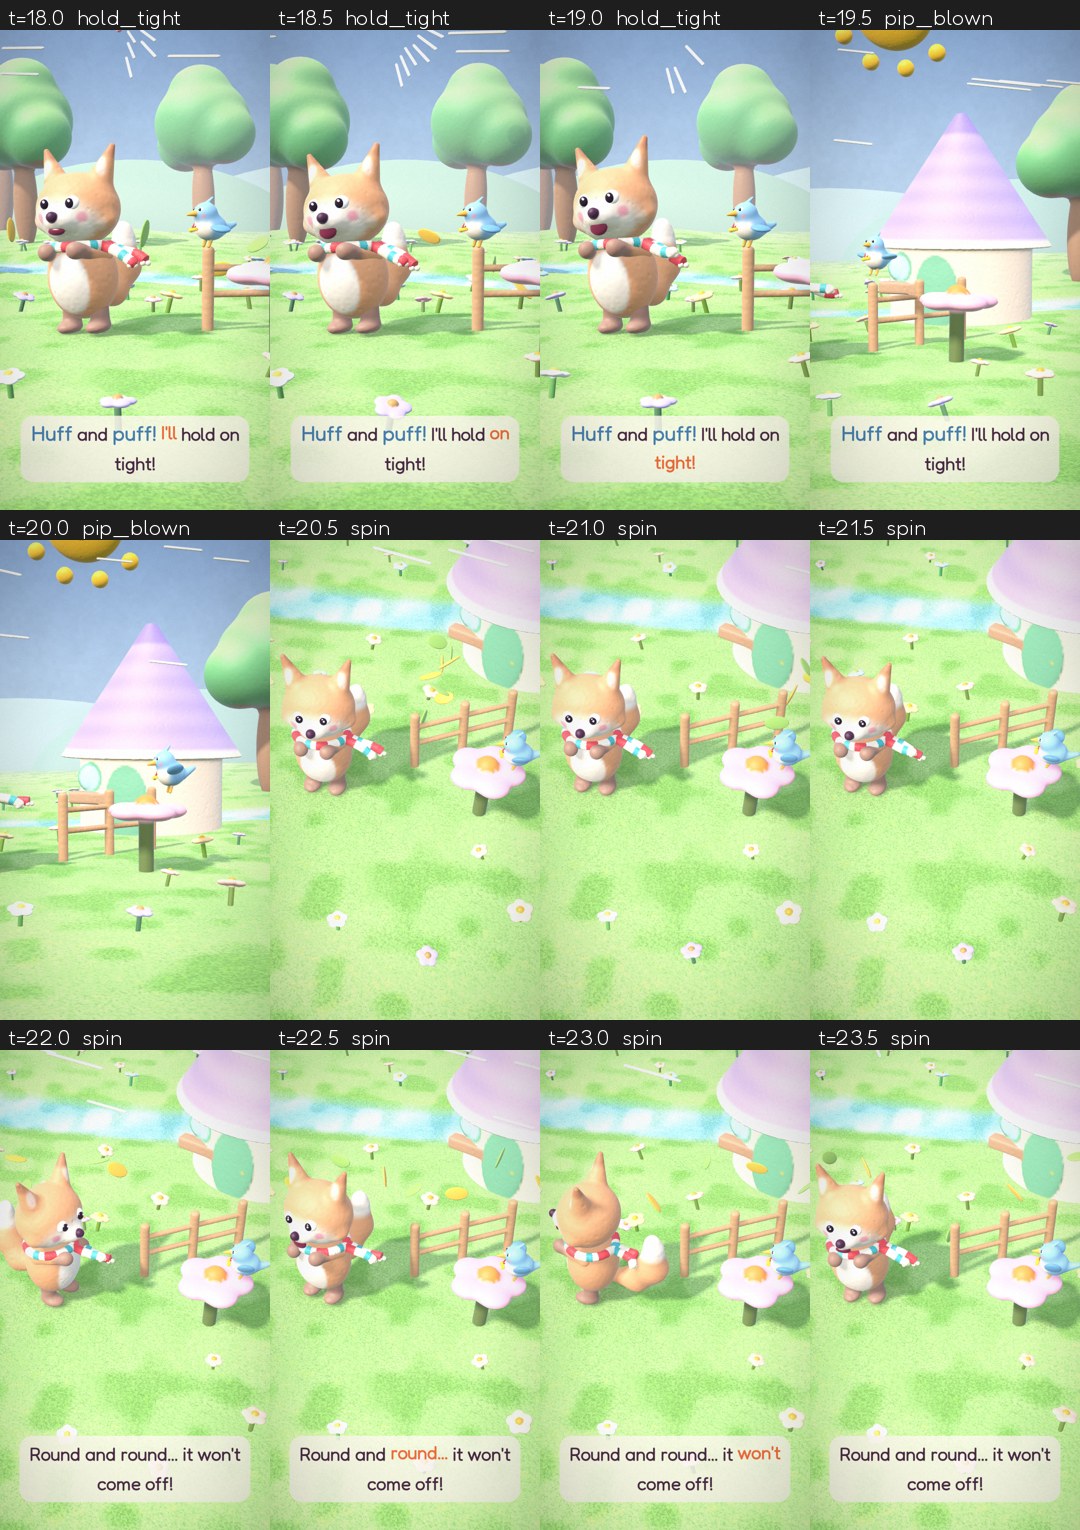 t=18.0 hold_tight
t=18.5 hold_tight
t=19.0 hold_tight
t=19.5 pip_blown
Huff and puff! I'll hold on
tight!
Huff and puff! I'll hold on
tight!
Huff and puff! I'll hold on
tight!
Huff and puff! I'll hold on
tight!
t=20.0 pip_blown
t=20.5 spin
t=21.0 spin
t=21.5 spin
t=22.0 spin
t=22.5 spin
t=23.0 spin
t=23.5 spin
Round and round... it won't
come off!
Round and round... it won't
come off!
Round and round... it won't
come off!
Round and round... it won't
come off!